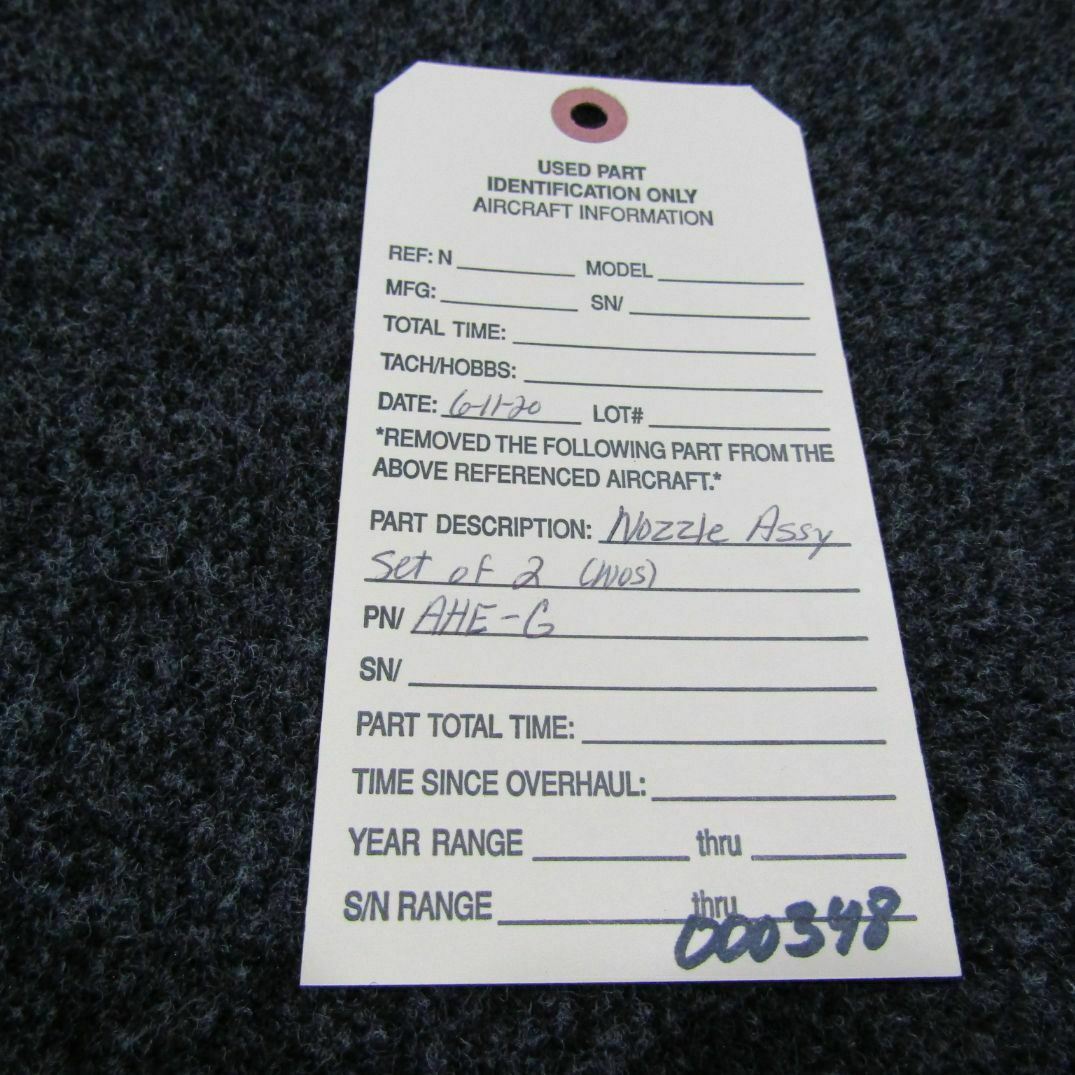 USED PART
IDENTIFICATION ONLY
AIRCRAFT INFORMATION
REF: N MODEL
MFG: SN/
TOTAL TIME:
TACH/HOBBS:
DATE: 6-11-20 LOT#
*REMOVED THE FOLLOWING PART FROM THE
ABOVE REFERENCED AIRCRAFT.*
PART DESCRIPTION: Nozzle Assy
Set of 2 (NOS)
PN/ AHE-G
SN/
PART TOTAL TIME:
TIME SINCE OVERHAUL:
YEAR RANGE thru
S/N RANGE thru
000348